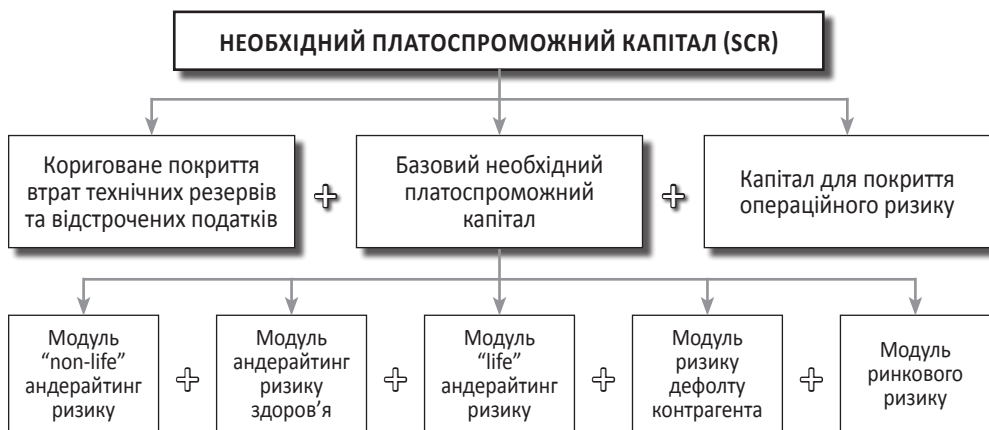 НЕОБХІДНИЙ ПЛАТОСПРОМОЖНИЙ КАПІТАЛ (SCR)
Кориговане покриття
втрат технічних резервів
та відстрочених податків
+
Базовий необхідний
платоспроможний
капітал
+
Капітал для покриття
операційного ризику
Модуль
“non-life”
андерайтинг
ризику
+
Модуль
андерайтинг
ризику
здоров’я
+
Модуль
“life”
андерайтинг
ризику
+
Модуль
ризику
дефолту
контрагента
+
Модуль
ринкового
ризику